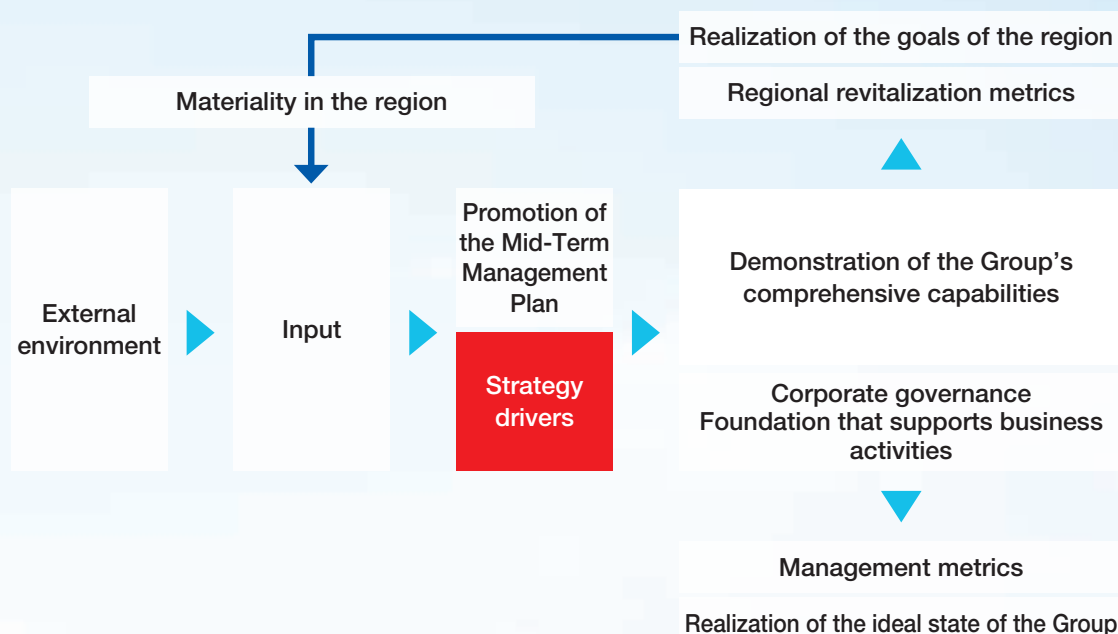 Realization of the goals of the region
Regional revitalization metrics
Materiality in the region
External
environment
Input
Promotion of
the Mid-Term
Management
Plan
Strategy
drivers
Demonstration of the Group’s
comprehensive capabilities
Corporate governance
Foundation that supports business
activities
Management metrics
Realization of the ideal state of the Group